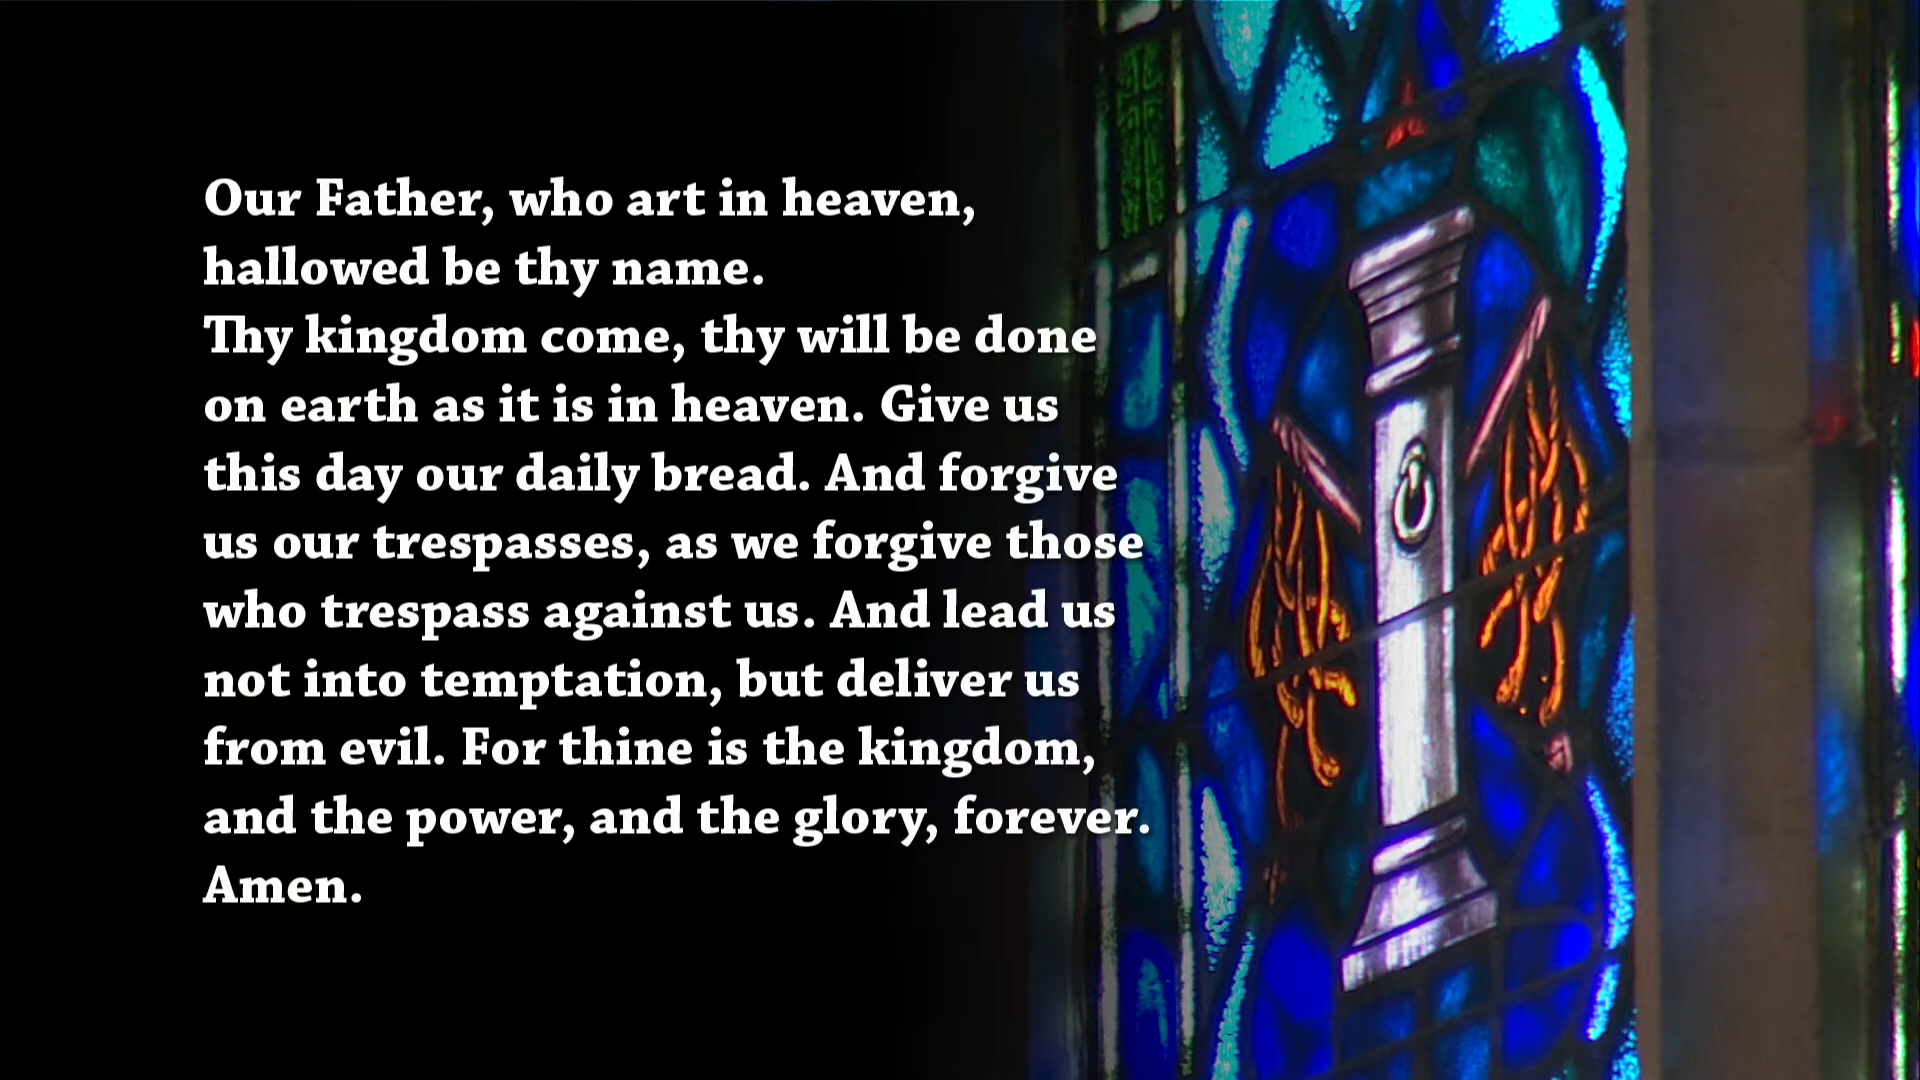 Our Father, who art in heaven,
hallowed be thy name.
Thy kingdom come, thy will be done
on earth as it is in heaven. Give us
this day our daily bread. And forgive
us our trespasses, as we forgive those
who trespass against us. And lead us
not into temptation, but deliver us
from evil. For thine is the kingdom,
and the power, and the glory, forever.
Amen.